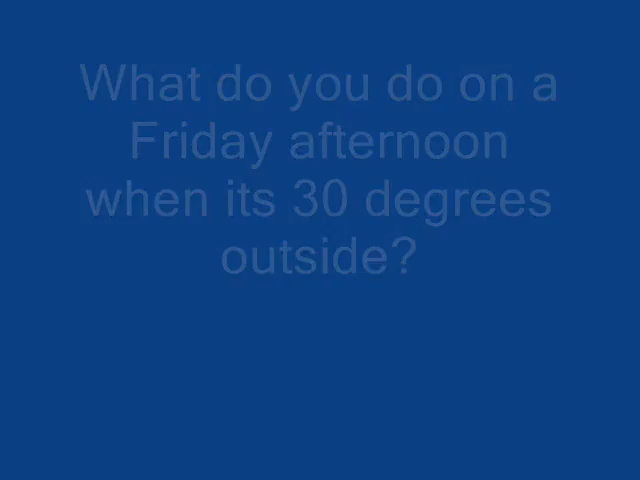 What do you do on a
Friday afternoon
when its 30 degrees
outside?